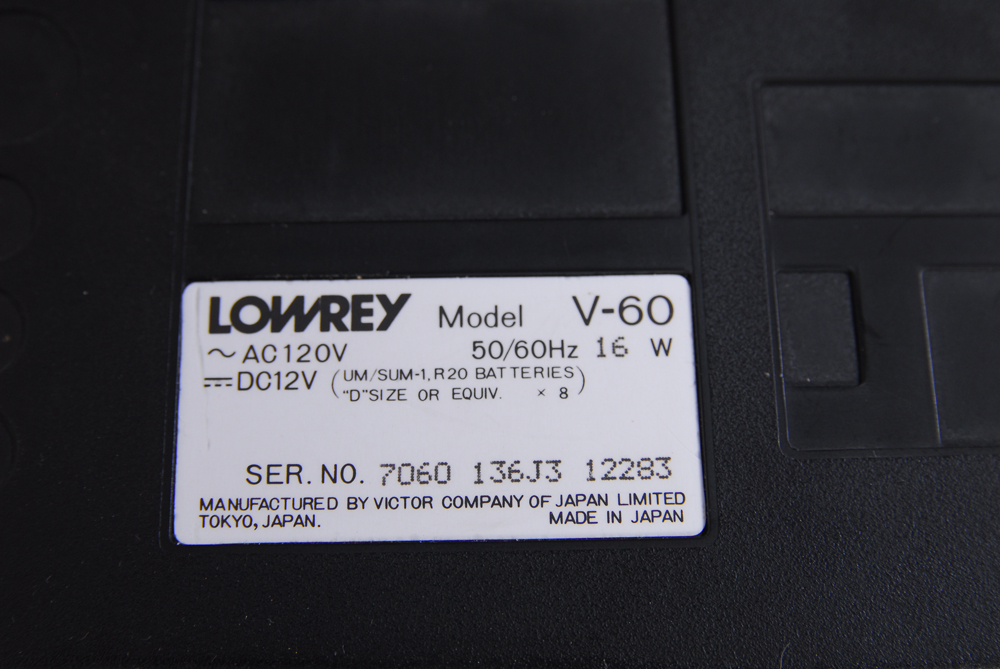 LOWREY Model V-60
~ AC120V 50/60Hz 16 W
⎓ DC12V (UM/SUM-1, R20 BATTERIES)
"D"SIZE OR EQUIV. × 8
SER. NO. 7060 136J3 12283
MANUFACTURED BY VICTOR COMPANY OF JAPAN LIMITED
TOKYO, JAPAN. MADE IN JAPAN